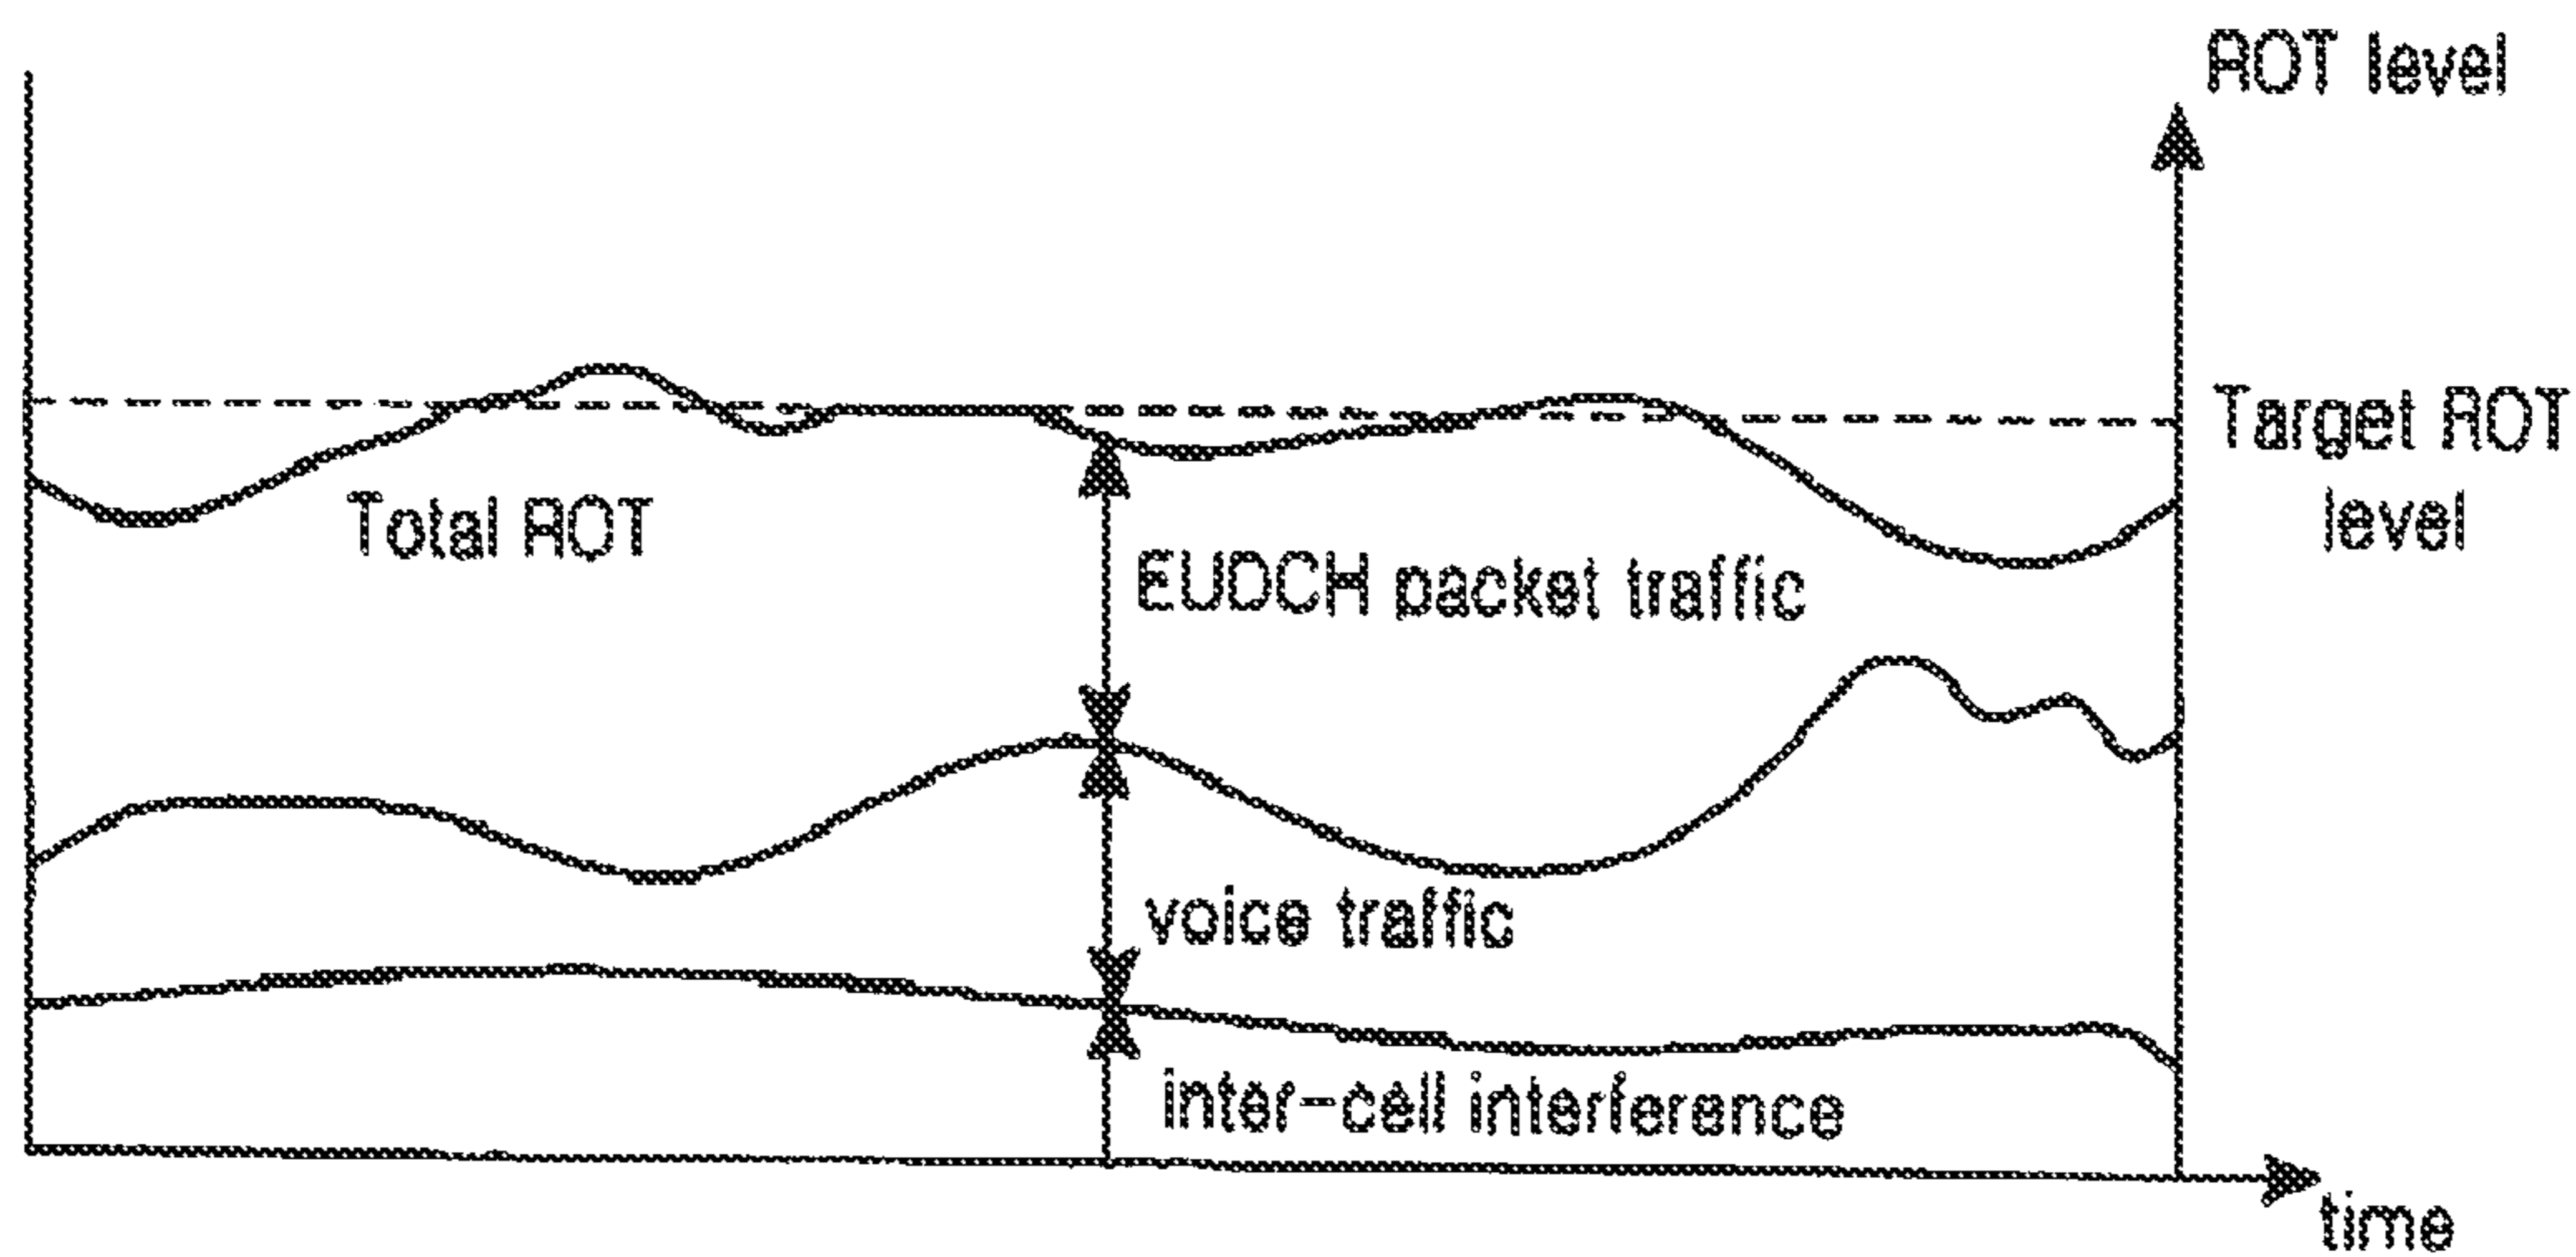 ROT level
Target ROT
level
Total ROT
EUDCH packet traffic
voice traffic
inter-cell interference
time